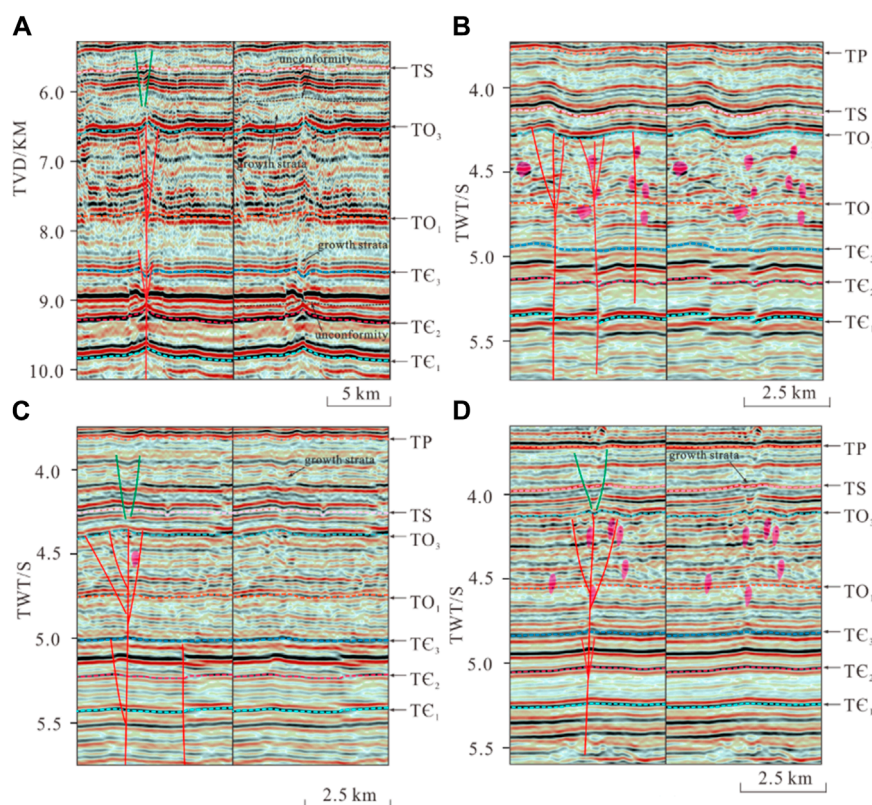 A
unconformity
TS
6.0
TO₃
growth strata
7.0
TVD/KM
TO₁
8.0
growth strata
TЄ₃
9.0
unconformity
TЄ₂
TЄ₁
10.0
5 km
B
TP
4.0
TS
TO
4.5
TWT/S
TO
5.0
TЄ
TЄ
5.5
TЄ
2.5 km
C
TP
4.0
growth strata
TS
TO₃
4.5
TWT/S
TO₁
5.0
TЄ₃
TЄ₂
5.5
TЄ₁
2.5 km
D
TP
growth strata
4.0
TS
TO₃
4.5
TWT/S
TO₁
TЄ₃
5.0
TЄ₂
TЄ₁
5.5
2.5 km